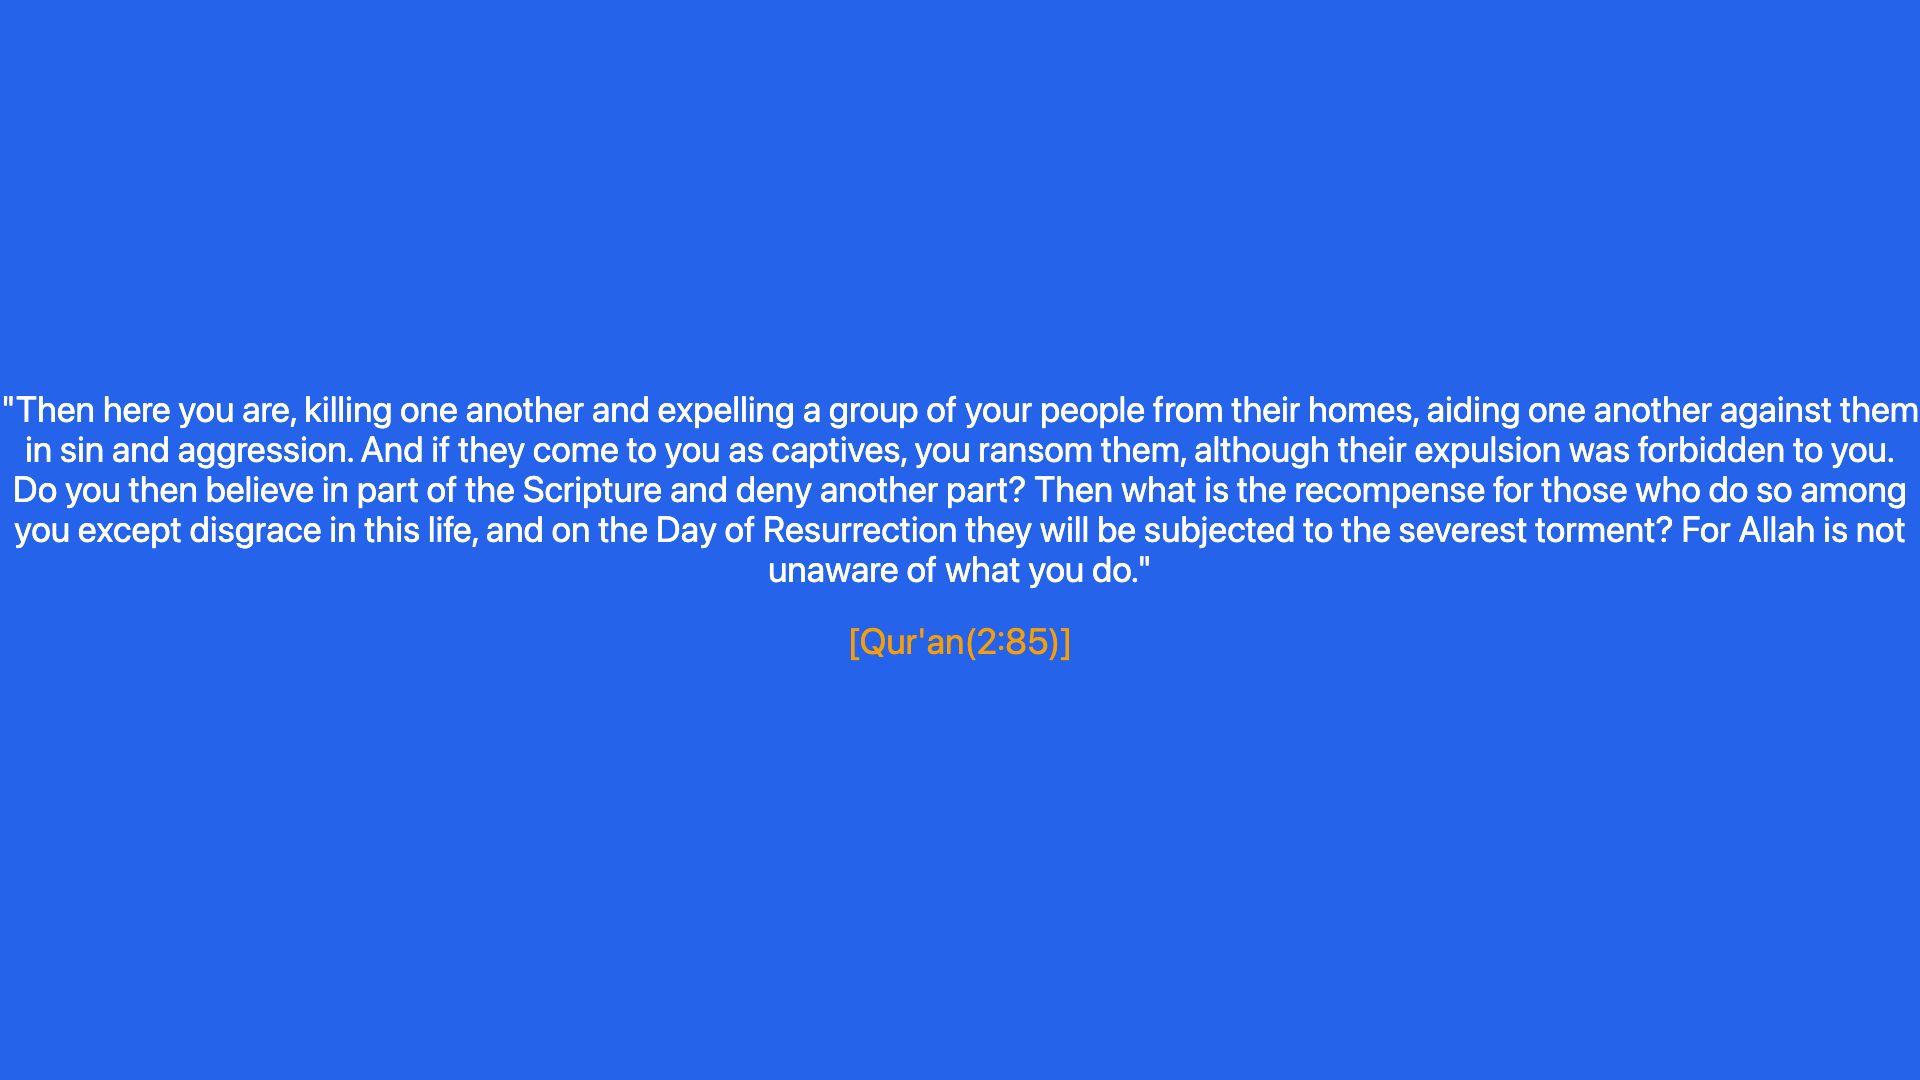 "Then here you are, killing one another and expelling a group of your people from their homes, aiding one another against them
in sin and aggression. And if they come to you as captives, you ransom them, although their expulsion was forbidden to you.
Do you then believe in part of the Scripture and deny another part? Then what is the recompense for those who do so among
you except disgrace in this life, and on the Day of Resurrection they will be subjected to the severest torment? For Allah is not
unaware of what you do."
[Qur'an(2:85)]